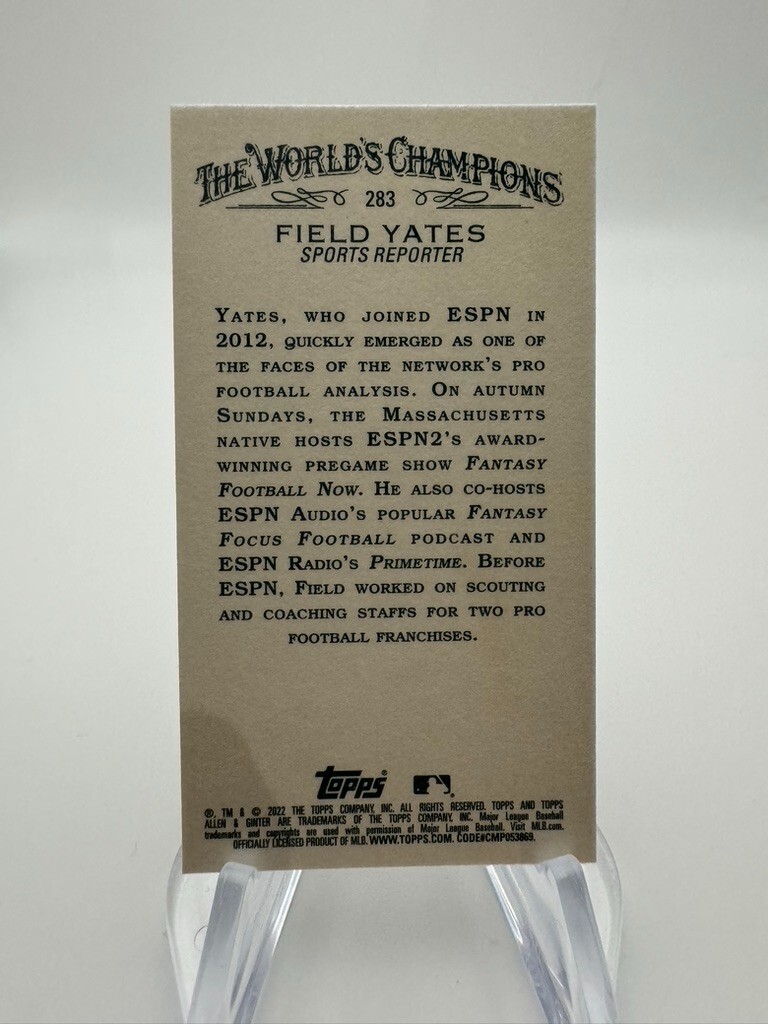 THE WORLD'S CHAMPIONS
283
FIELD YATES
SPORTS REPORTER
YATES, WHO JOINED ESPN IN
2012, QUICKLY EMERGED AS ONE OF
THE FACES OF THE NETWORK'S PRO
FOOTBALL ANALYSIS. ON AUTUMN
SUNDAYS, THE MASSACHUSETTS
NATIVE HOSTS ESPN2'S AWARD-
WINNING PREGAME SHOW FANTASY
FOOTBALL NOW. HE ALSO CO-HOSTS
ESPN AUDIO'S POPULAR FANTASY
FOCUS FOOTBALL PODCAST AND
ESPN RADIO'S PRIMETIME. BEFORE
ESPN, FIELD WORKED ON SCOUTING
AND COACHING STAFFS FOR TWO PRO
FOOTBALL FRANCHISES.
Topps®
®, TM & © 2022 THE TOPPS COMPANY, INC. ALL RIGHTS RESERVED. TOPPS AND TOPPS
ALLEN & GINTER ARE TRADEMARKS OF THE TOPPS COMPANY, INC. Major League Baseball
trademarks and copyrights are used with permission of Major League Baseball. Visit MLB.com.
OFFICIALLY LICENSED PRODUCT OF MLB. WWW.TOPPS.COM. CODE#CMP053869.